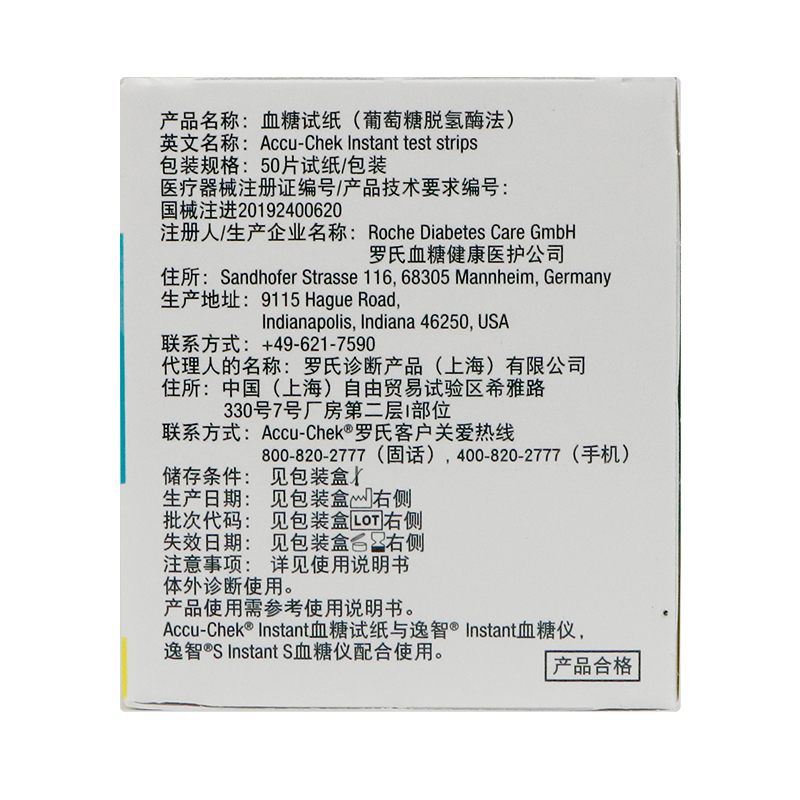 产品名称：血糖试纸（葡萄糖脱氢酶法）
英文名称：Accu-Chek Instant test strips
包装规格：50片试纸/包装
医疗器械注册证编号/产品技术要求编号：
国械注进20192400620
注册人/生产企业名称：Roche Diabetes Care GmbH
罗氏血糖健康医护公司
住所：Sandhofer Strasse 116, 68305 Mannheim, Germany
生产地址：9115 Hague Road,
Indianapolis, Indiana 46250, USA
联系方式：+49-621-7590
代理人的名称：罗氏诊断产品（上海）有限公司
住所：中国（上海）自由贸易试验区希雅路
330号7号厂房第二层I部位
联系方式：Accu-Chek®罗氏客户关爱热线
800-820-2777（固话）, 400-820-2777（手机）
储存条件：见包装盒
生产日期：见包装盒右侧
批次代码：见包装盒LOT右侧
失效日期：见包装盒右侧
注意事项：详见使用说明书
体外诊断使用。
产品使用需参考使用说明书。
Accu-Chek® Instant血糖试纸与逸智® Instant血糖仪，
逸智®S Instant S血糖仪配合使用。
产品合格